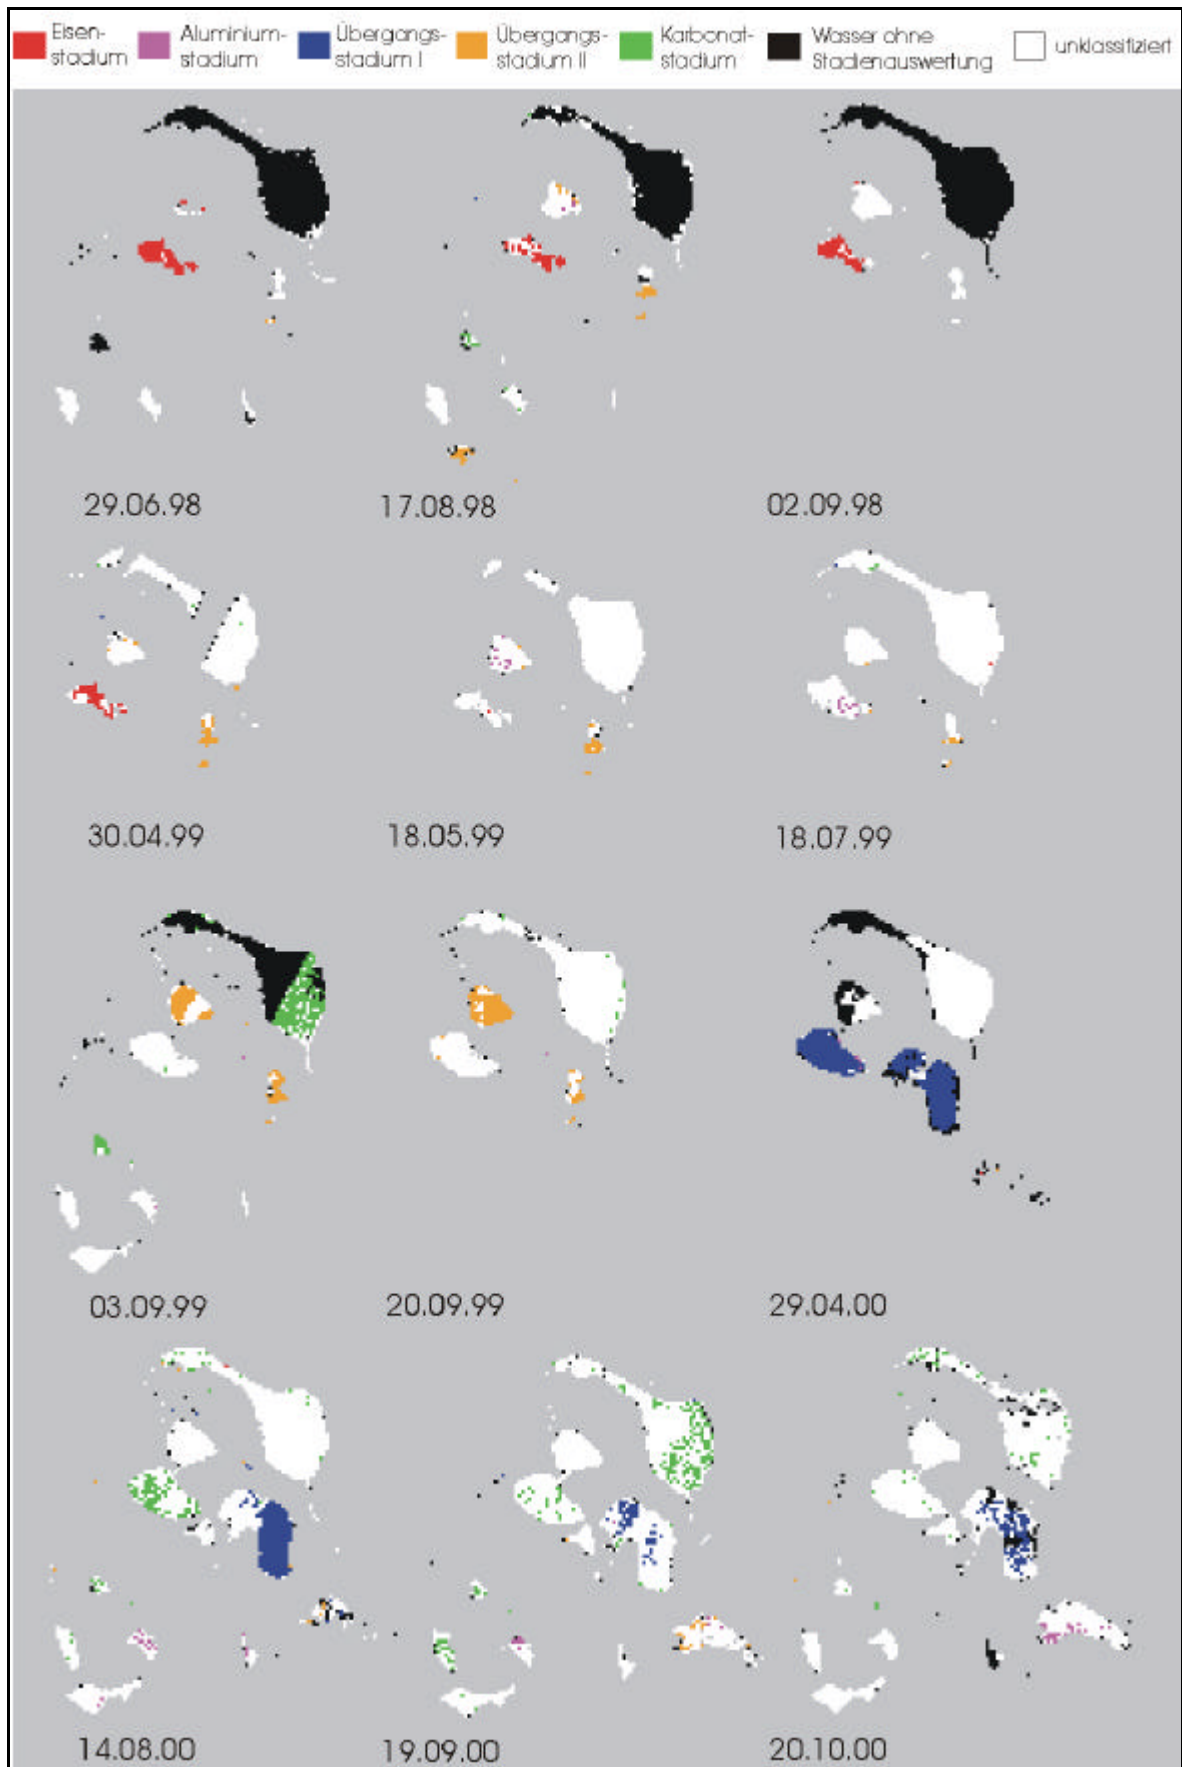 Eisen-
stadium
Aluminium-
stadium
Übergangs-
stadium I
Übergangs-
stadium II
Karbonat-
stadium
Wasser ohne
Stadienauswertung
unklassifiziert
29.06.98
17.08.98
02.09.98
30.04.99
18.05.99
18.07.99
03.09.99
20.09.99
29.04.00
14.08.00
19.09.00
20.10.00